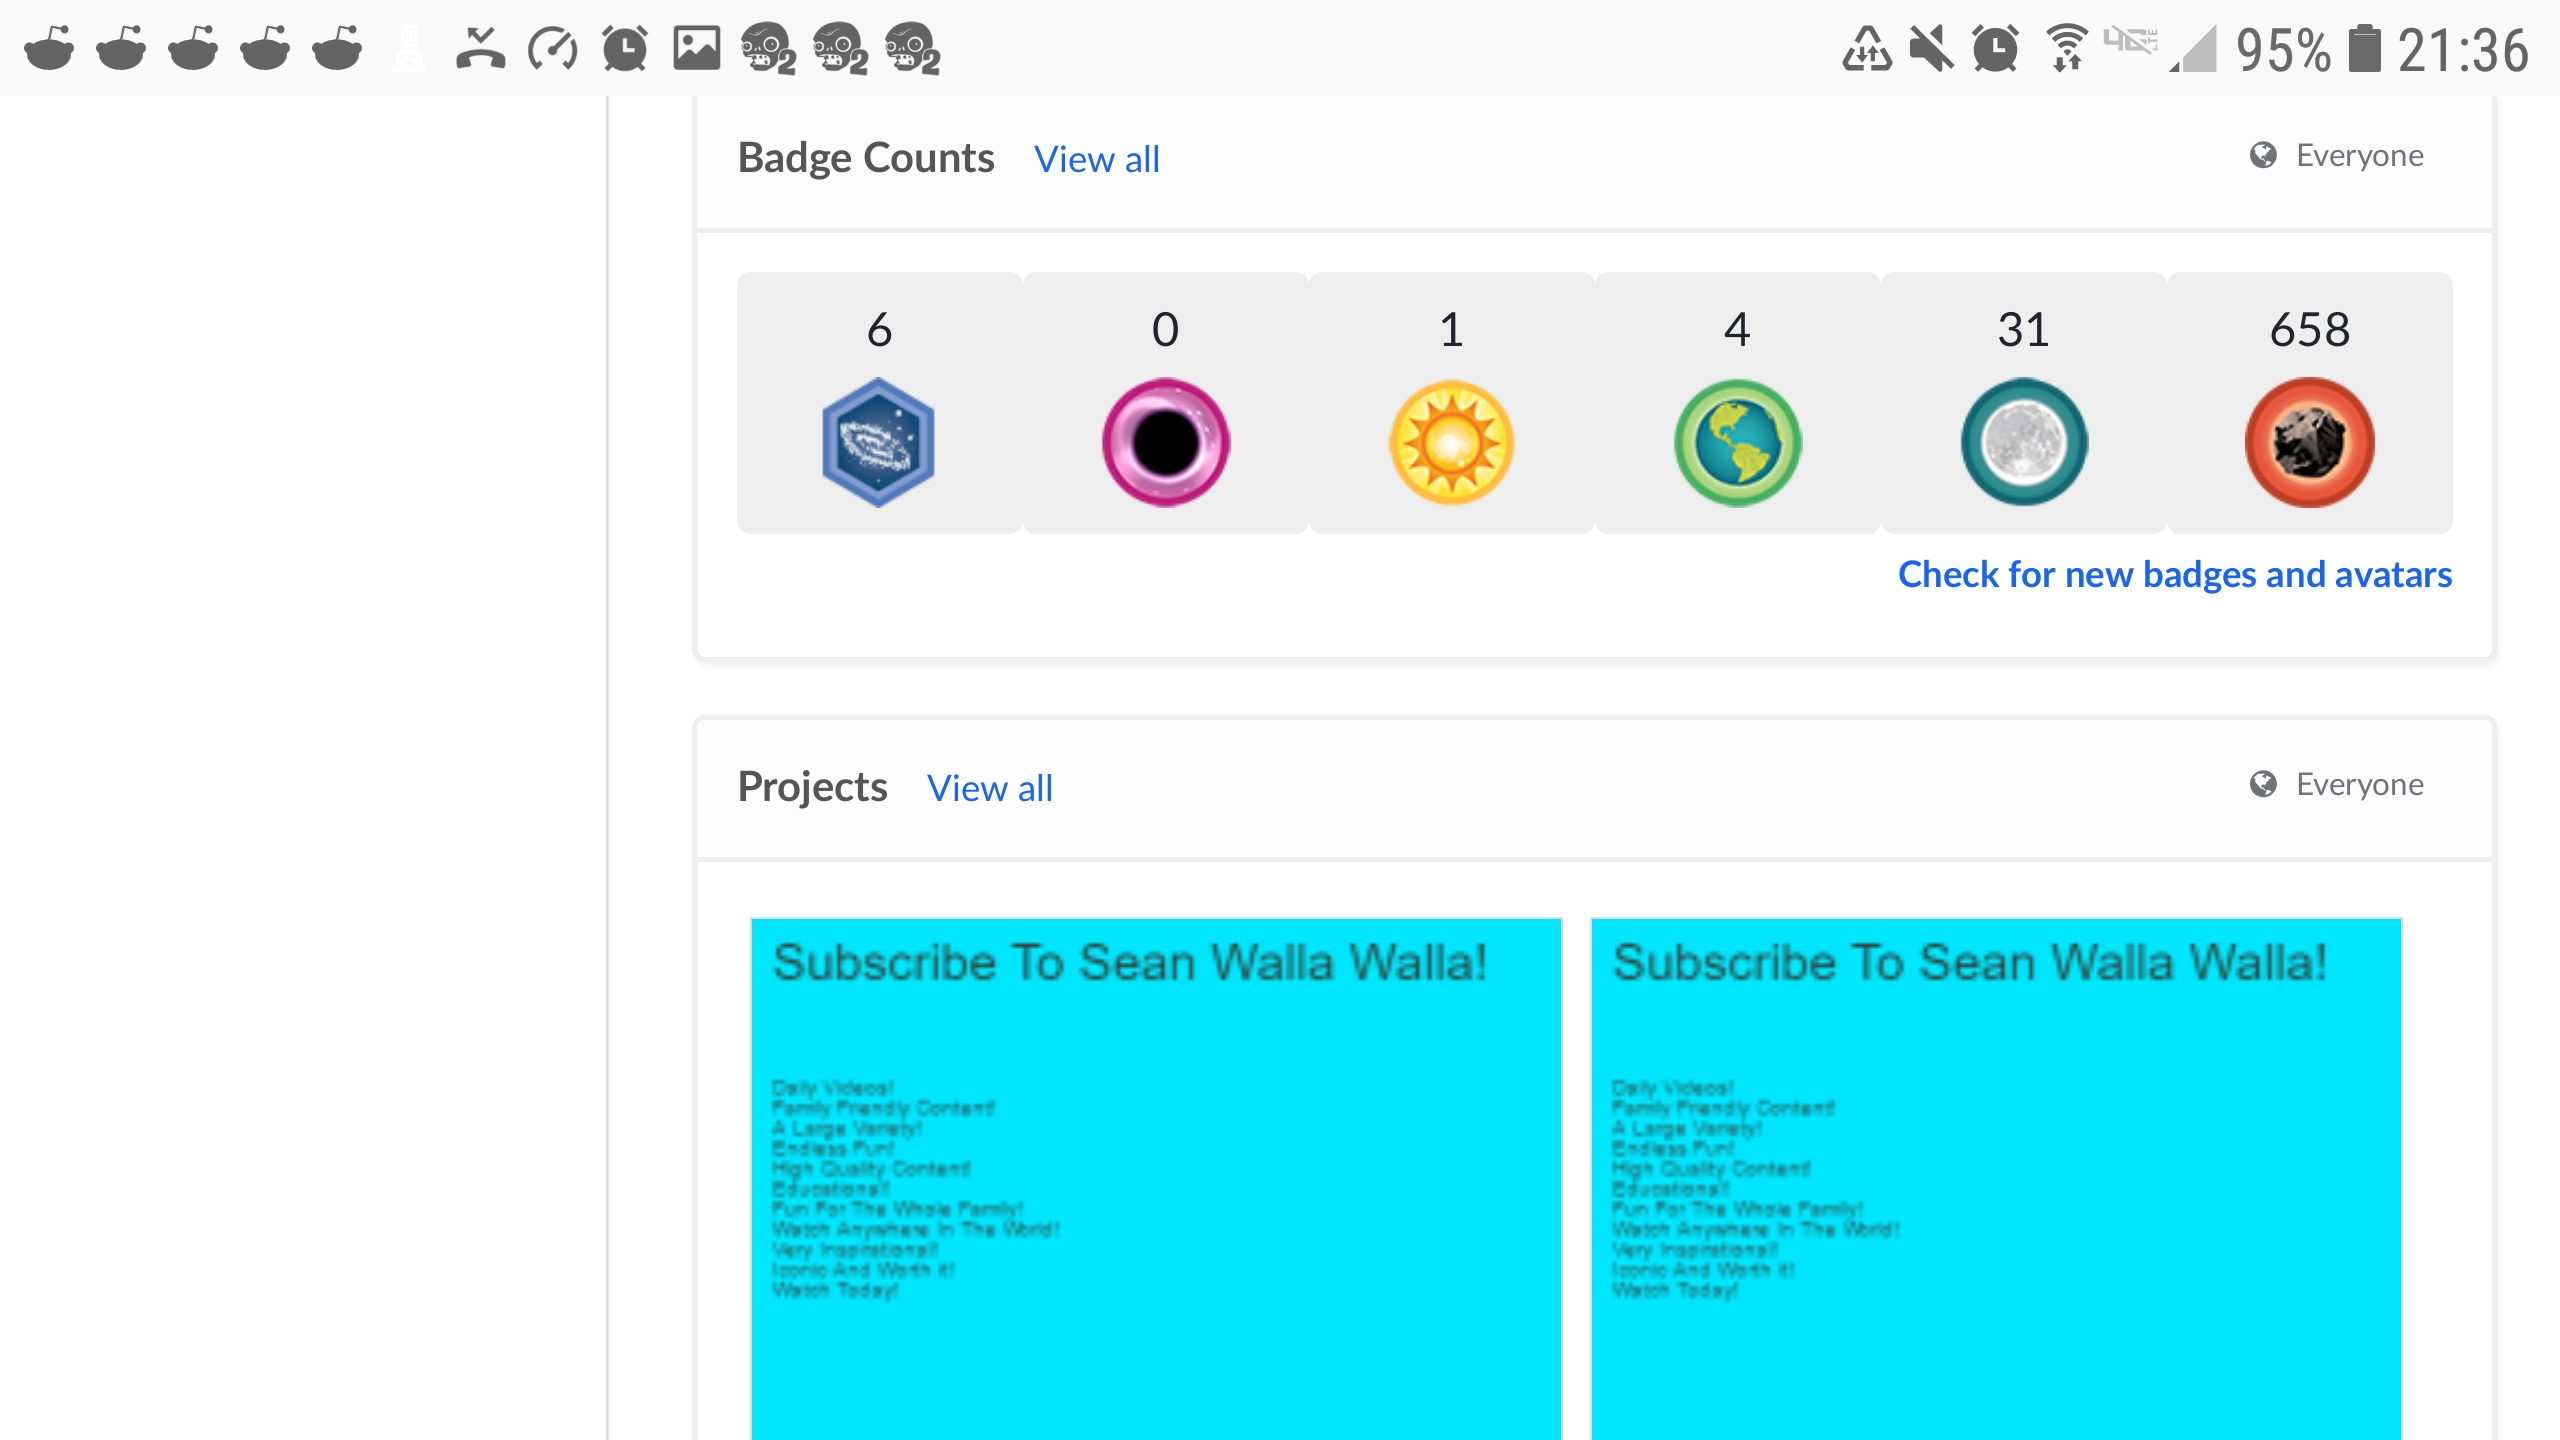 95% 21:36
Badge Counts View all Everyone
6 0 1 4 31 658
Check for new badges and avatars
Projects View all Everyone
Subscribe To Sean Walla Walla!
Daily Videos!
Family Friendly Content!
A Large Variety!
Endless Fun!
High Quality Content!
Educational!
Fun For The Whole Family!
Watch Anywhere In The World!
Very Inspirational!
Iconic And Worth It!
Watch Today!
Subscribe To Sean Walla Walla!
Daily Videos!
Family Friendly Content!
A Large Variety!
Endless Fun!
High Quality Content!
Educational!
Fun For The Whole Family!
Watch Anywhere In The World!
Very Inspirational!
Iconic And Worth It!
Watch Today!